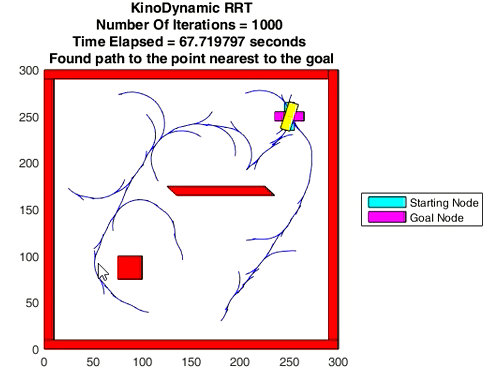 KinoDynamic RRT
Number Of Iterations = 1000
Time Elapsed = 67.719797 seconds
Found path to the point nearest to the goal
300
250
200
150
100
50
0
0 50 100 150 200 250 300
Starting Node
Goal Node